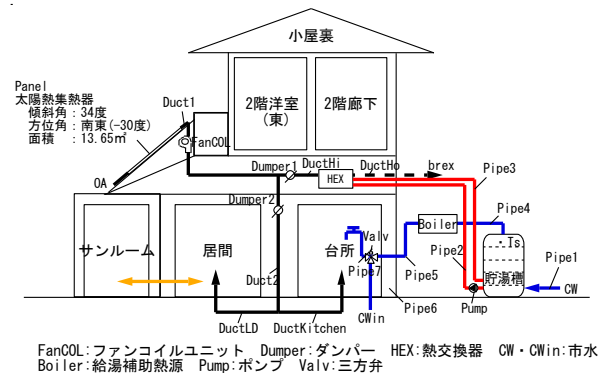 小屋裏
Panel
太陽熱集熱器
傾斜角：34度
方位角：南東(-30度)
面積　：13.65㎡
Duct1
2階洋室
(東)
2階廊下
FanCOL
OA
Dumper1
DuctHi
DuctHo
brex
Pipe3
HEX
Dumper2
サンルーム
居間
台所
Valv
Boiler
Pipe4
Ts
Pipe2
貯湯槽
Pipe1
Pipe7
Pipe5
Duct2
CW
Pump
Pipe6
CWin
DuctLD
DuctKitchen
FanCOL:ファンコイルユニット　Dumper:ダンパー　HEX:熱交換器　CW・CWin:市水
Boiler:給湯補助熱源　Pump:ポンプ　Valv:三方弁